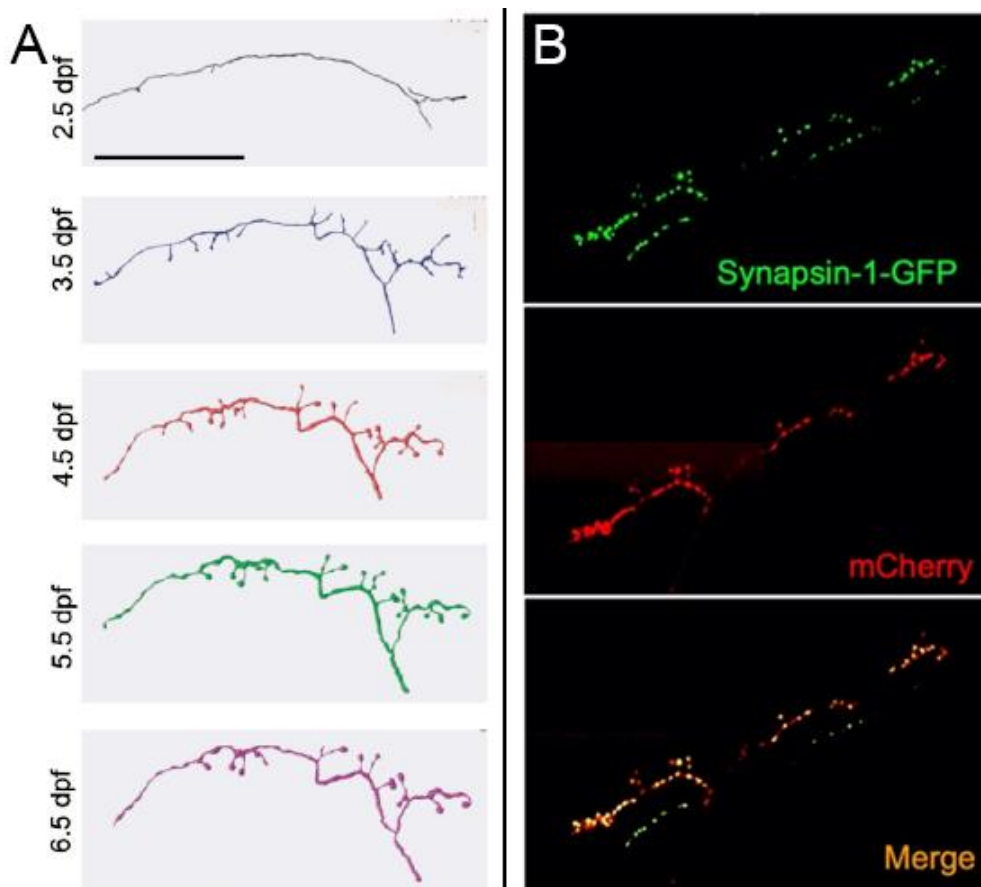 A
2.5 dpf
3.5 dpf
4.5 dpf
5.5 dpf
6.5 dpf
B
Synapsin-1-GFP
mCherry
Merge